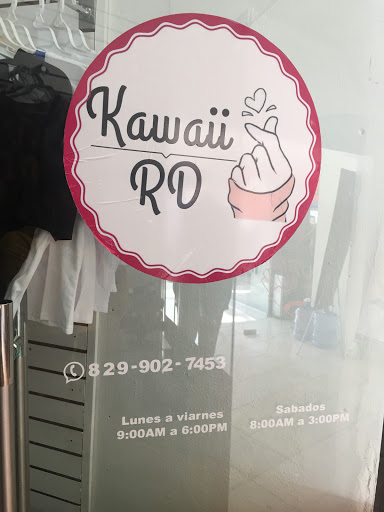 Kawaii
RD
829-902-7453
Lunes a viarnes
9:00AM a 6:00PM
Sabados
8:00AM a 3:00PM